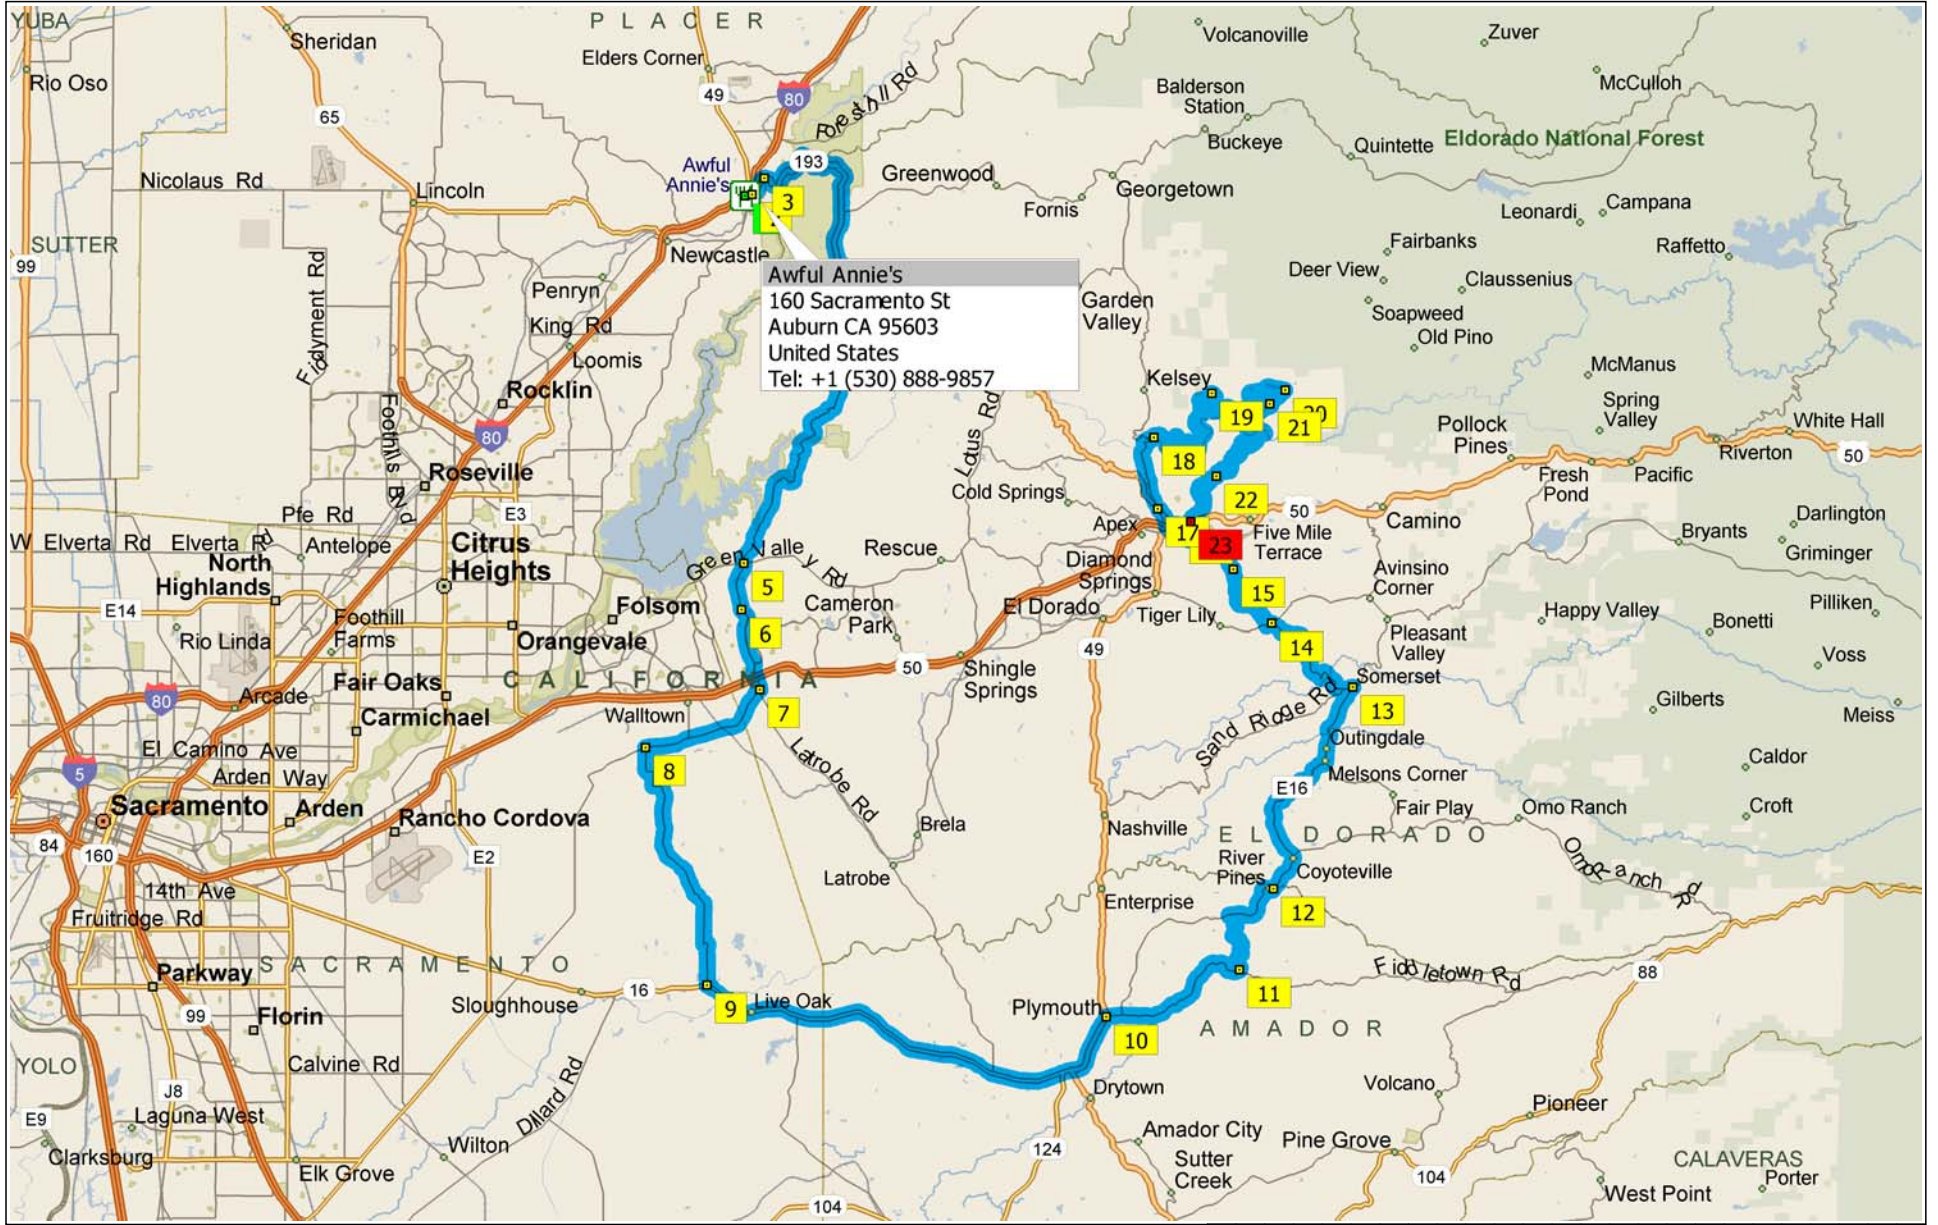 YUBA
P L A C E R
Sheridan
Elders Corner
Volcanoville
Zuver
Rio Oso
49
80
Foresthill Rd
McCulloh
Balderson
Station
65
Buckeye
Quintette
Eldorado National Forest
Awful
Annie's
193
Greenwood
Georgetown
Nicolaus Rd
Lincoln
3
Fornis
Leonardi
Campana
SUTTER
Newcastle
Fairbanks
Raffetto
99
Deer View
Claussenius
Awful Annie's
160 Sacramento St
Auburn CA 95603
United States
Tel: +1 (530) 888-9857
Fiddyment Rd
Penryn
Garden
Valley
Soapweed
King Rd
Old Pino
Loomis
McManus
Kelsey
Rocklin
Spring
Valley
Foothills Blvd
Lotus Rd
19
20
21
White Hall
80
Pollock
Pines
Riverton
50
Roseville
18
Fresh
Pond
Pacific
Cold Springs
22
E3
50
Camino
Pfe Rd
Apex
17
Five Mile
Terrace
Darlington
W Elverta Rd
Elverta Rd
Antelope
Citrus
Heights
Green Valley Rd
Rescue
23
Bryants
Griminger
North
Highlands
Diamond
Springs
Avinsino
Corner
5
15
E14
Foothill
Farms
Folsom
Cameron
Park
El Dorado
Tiger Lily
Happy Valley
Pilliken
Rio Linda
Orangevale
6
14
Pleasant
Valley
Bonetti
49
Voss
50
Shingle
Springs
Somerset
80
Arcade
Fair Oaks
C A L I F O R N I A
Sand Ridge Rd
13
Gilberts
Meiss
Carmichael
Walltown
7
Outingdale
El Camino Ave
Latrobe Rd
Caldor
5
Arden Way
8
Melsons Corner
E16
Sacramento
Arden
Rancho Cordova
Fair Play
Omo Ranch
Croft
Brela
Nashville
E L D O R A D O
84
160
E2
River
Pines
Coyoteville
Omo Ranch Rd
14th Ave
Latrobe
Enterprise
12
Fruitridge Rd
S A C R A M E N T O
Parkway
Fiddletown Rd
88
16
Sloughhouse
9
Live Oak
Plymouth
11
99
Florin
10
A M A D O R
YOLO
Calvine Rd
Dillard Rd
Drytown
Volcano
J8
E9
Laguna West
Pioneer
Wilton
Amador City
Pine Grove
124
Clarksburg
Elk Grove
Sutter
Creek
CALAVERAS
104
Porter
West Point
104